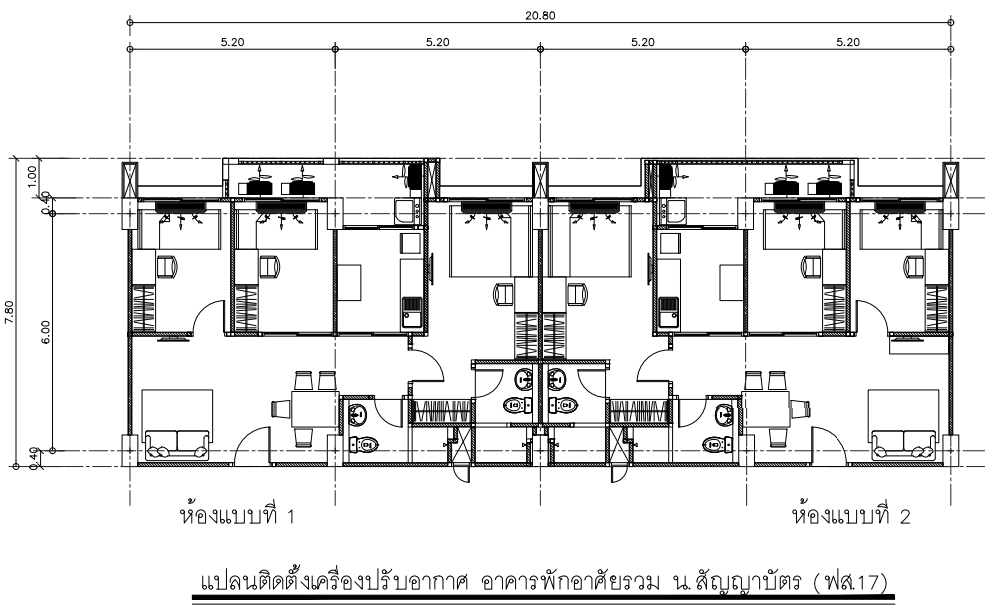 20.80
5.20 5.20 5.20 5.20
1.00
0.40
7.80
6.00
0.40
ห้องแบบที่ 1 ห้องแบบที่ 2
แปลนติดตั้งเครื่องปรับอากาศ อาคารพักอาศัยรวม น.สัญญาบัตร (ฟส.17)